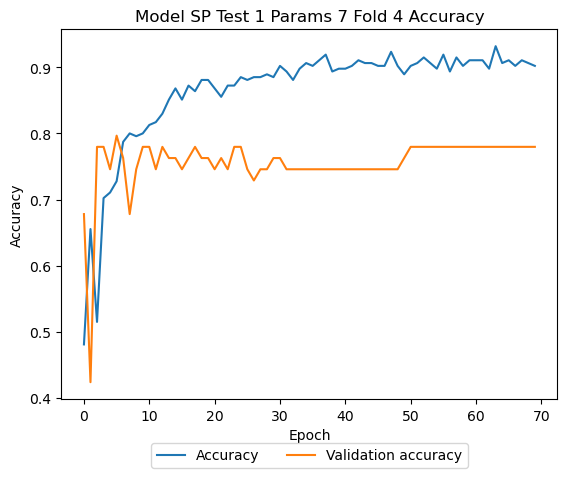 Model SP Test 1 Params 7 Fold 4 Accuracy
Accuracy
0.9
0.8
0.7
0.6
0.5
0.4
0 10 20 30 40 50 60 70
Epoch
Accuracy Validation accuracy